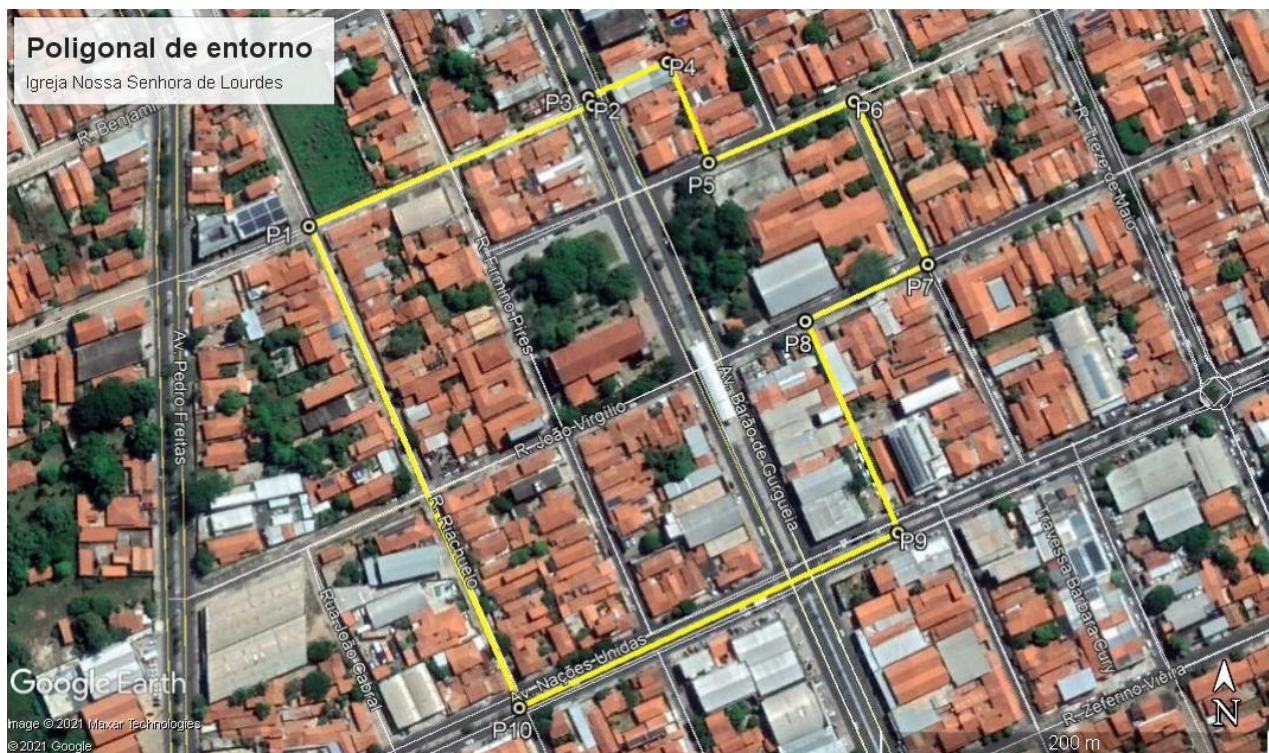 Poligonal de entorno
Igreja Nossa Senhora de Lourdes
R. Benjamim
P4
P3
P2
P6
R. Treze de Maio
P5
P1
R. Firmino Pires
P7
P8
Av. Pedro Freitas
Av. Barão de Gurgueia
R. João Virgílio
R. Riachuelo
P9
Travessa Barbara Cury
Rua João Cabral
Av. Nações Unidas
R. Zeferino Vieira
Google Earth
N
P10
Image © 2021 Maxar Technologies
© 2021 Google
200 m